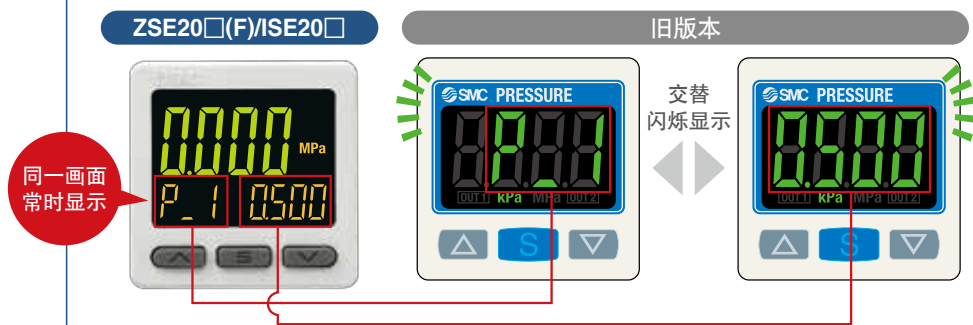 ZSE20□(F)/ISE20□
旧版本
同一画面
常时显示
0.000
MPa
P_1
0.500
S
SMC PRESSURE
P_1
OUT1 kPa MPa OUT2
S
交替
闪烁显示
SMC PRESSURE
0.500
OUT1 kPa MPa OUT2
S